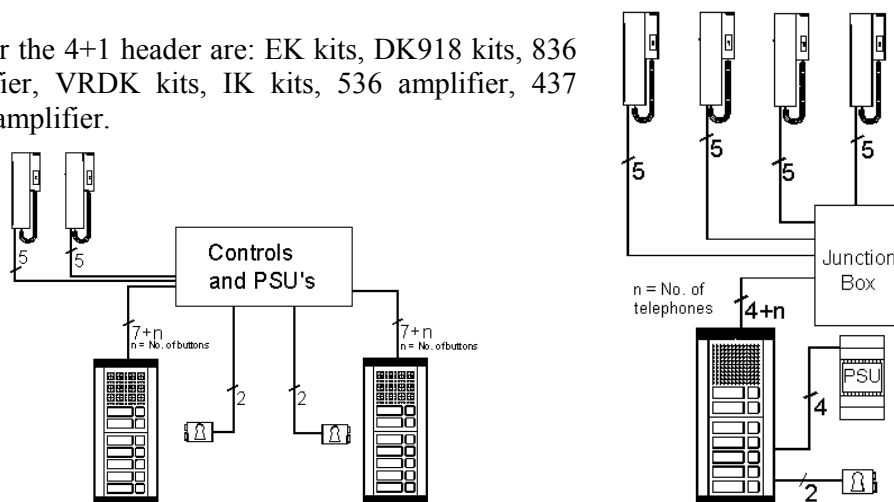 r the 4+1 header are: EK kits, DK918 kits, 836
fier, VRDK kits, IK kits, 536 amplifier, 437
amplifier.
5
5
Controls
and PSU's
7+n
n = No. of buttons
7+n
n = No. of buttons
2
2
5
5
5
5
Junction
Box
n = No. of
telephones
4+n
PSU
4
2